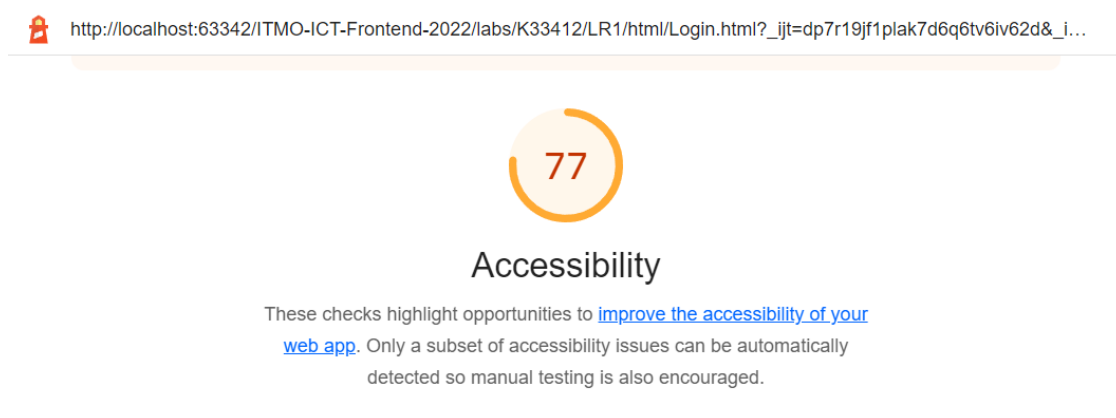 http://localhost:63342/ITMO-ICT-Frontend-2022/labs/K33412/LR1/html/Login.html?_ijt=dp7r19jf1plak7d6q6tv6iv62d&_i…
77
Accessibility
These checks highlight opportunities to improve the accessibility of your
web app. Only a subset of accessibility issues can be automatically
detected so manual testing is also encouraged.